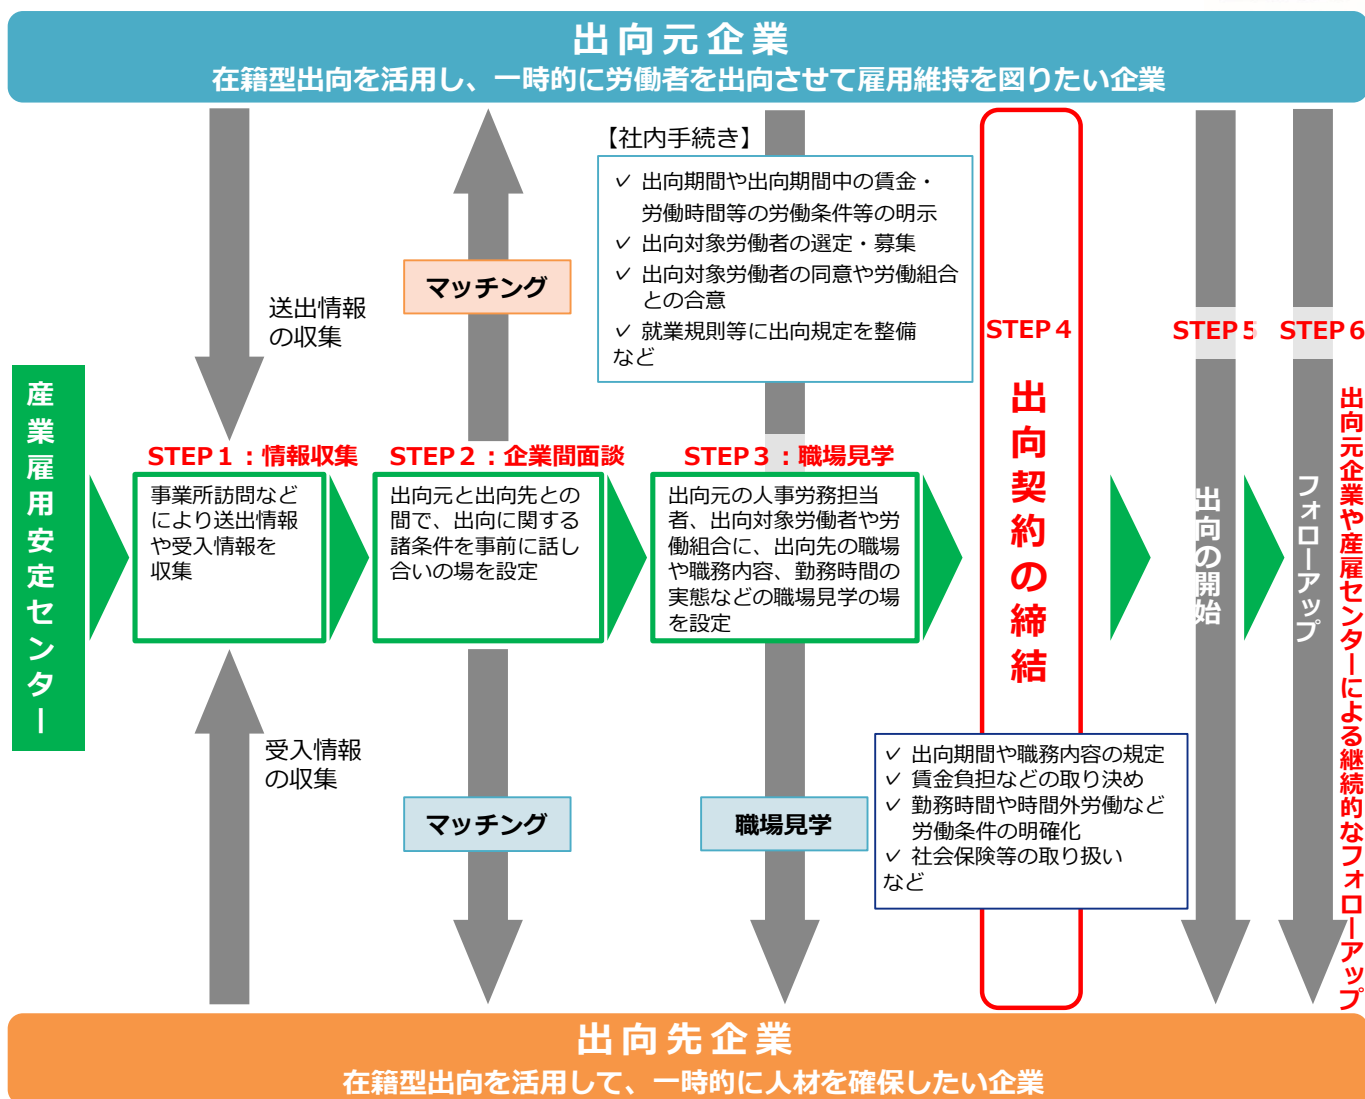 出向元企業
在籍型出向を活用し、一時的に労働者を出向させて雇用維持を図りたい企業
【社内手続き】
✓ 出向期間や出向期間中の賃金・
労働時間等の労働条件等の明示
✓ 出向対象労働者の選定・募集
✓ 出向対象労働者の同意や労働組合
との合意
✓ 就業規則等に出向規定を整備
など
マッチング
送出情報
の収集
産業雇用安定センター
STEP１：情報収集
事業所訪問など
により送出情報
や受入情報を
収集
STEP２：企業間面談
出向元と出向先との
間で、出向に関する
諸条件を事前に話し
合いの場を設定
STEP３：職場見学
出向元の人事労務担当
者、出向対象労働者や労
働組合に、出向先の職場
や職務内容、勤務時間の
実態などの職場見学の場
を設定
STEP４
出向契約の締結
STEP５
出向の開始
STEP６
フォローアップ
出向元企業や産雇センターによる継続的なフォローアップ
受入情報
の収集
マッチング
職場見学
✓ 出向期間や職務内容の規定
✓ 賃金負担などの取り決め
✓ 勤務時間や時間外労働など
労働条件の明確化
✓ 社会保険等の取り扱い
など
出向先企業
在籍型出向を活用して、一時的に人材を確保したい企業